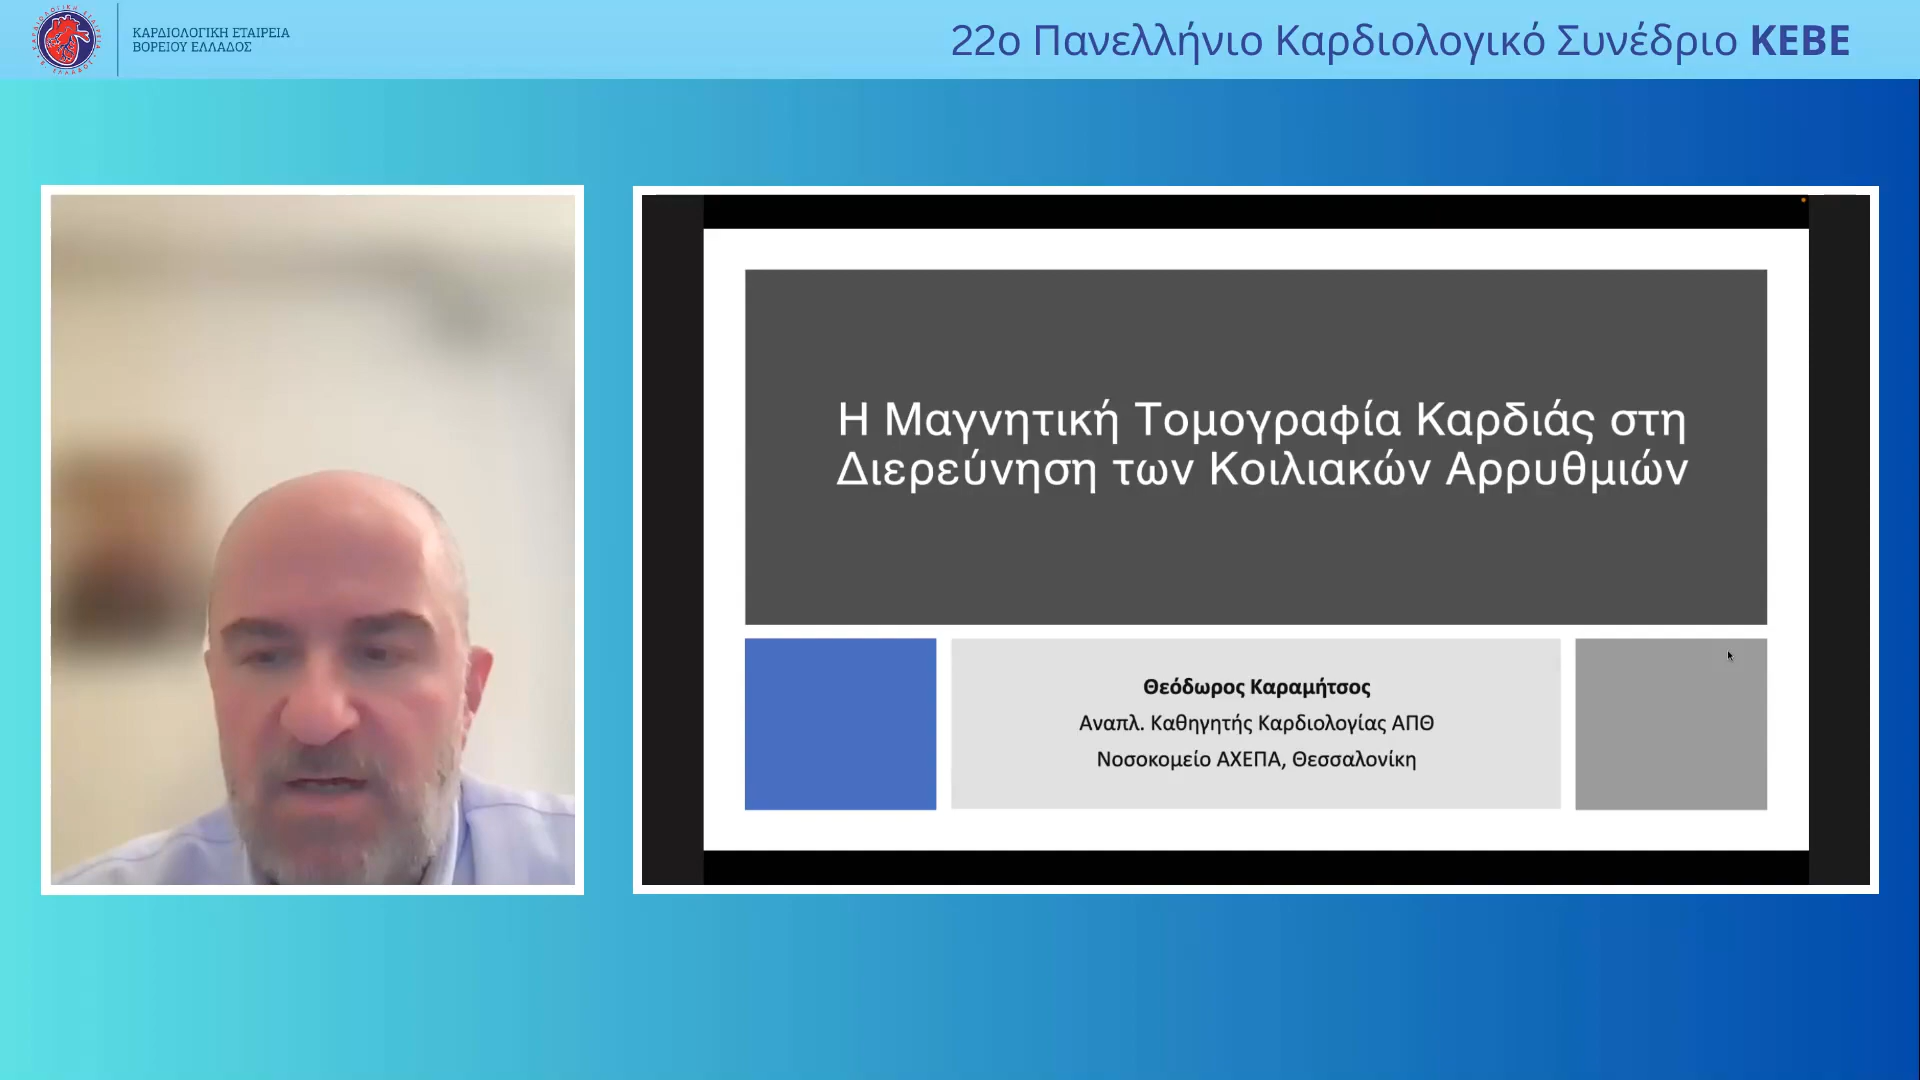 ΚΑΡΔΙΟΛΟΓΙΚΗ ΕΤΑΙΡΕΙΑ
ΒΟΡΕΙΟΥ ΕΛΛΑΔΟΣ
22ο Πανελλήνιο Καρδιολογικό Συνέδριο ΚΕΒΕ
Η Μαγνητική Τομογραφία Καρδιάς στη
Διερεύνηση των Κοιλιακών Αρρυθμιών
Θεόδωρος Καραμήτσος
Αναπλ. Καθηγητής Καρδιολογίας ΑΠΘ
Νοσοκομείο ΑΧΕΠΑ, Θεσσαλονίκη